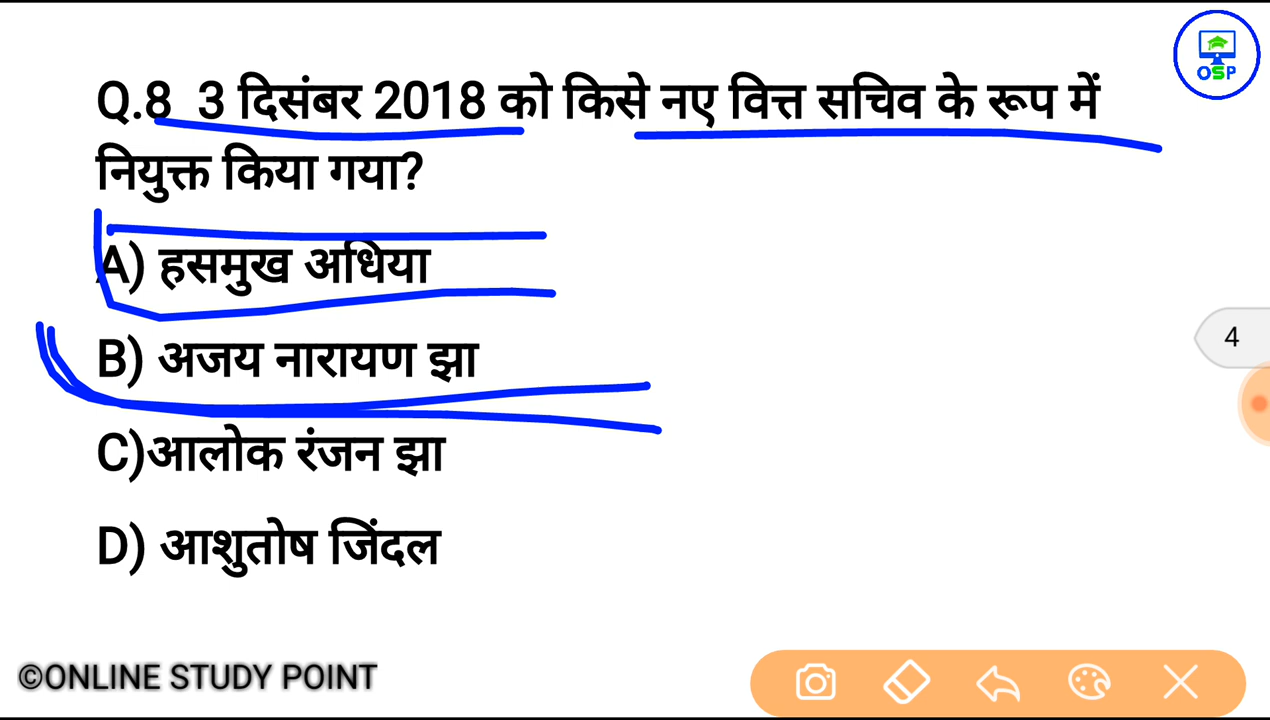 OSP
Q.8 3 दिसंबर 2018 को किसे नए वित्त सचिव के रूप में
नियुक्त किया गया?
A) हसमुख अधिया
B) अजय नारायण झा
C)आलोक रंजन झा
D) आशुतोष जिंदल
4
©ONLINE STUDY POINT